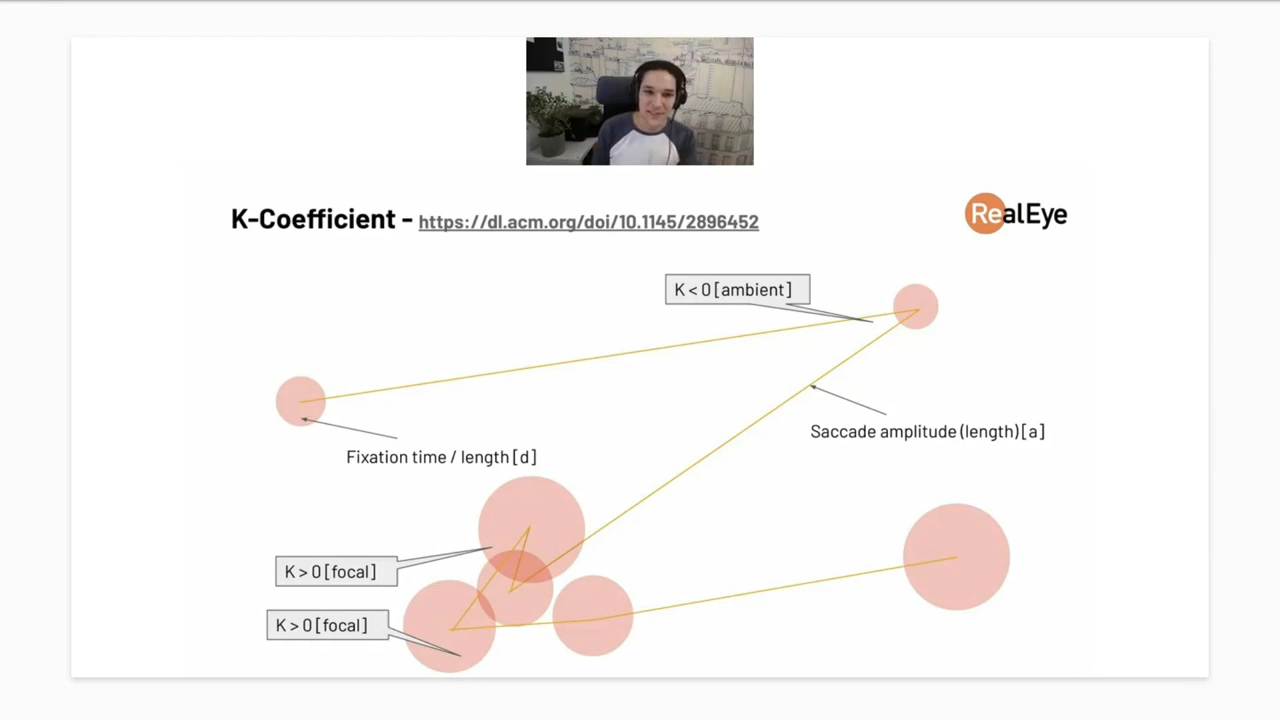 K-Coefficient - https://dl.acm.org/doi/10.1145/2896452
RealEye
K < 0 [ambient]
Saccade amplitude (length) [a]
Fixation time / length [d]
K > 0 [focal]
K > 0 [focal]